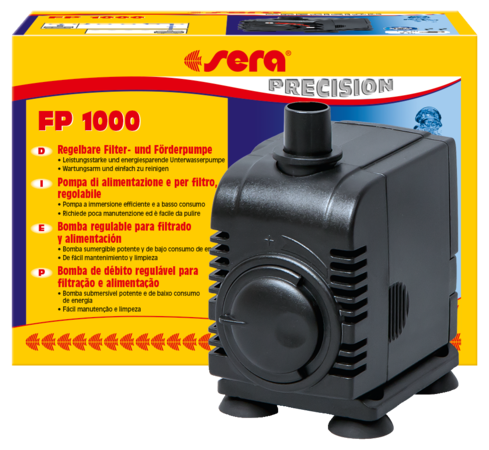 FP 1000
sera®
PRECISION
FP 1000
D Regelbare Filter- und Förderpumpe
• Leistungsstarke und energiesparende Unterwasserpumpe
• Wartungsarm und einfach zu reinigen
I Pompa di alimentazione e per filtro,
regolabile
• Pompa a immersione efficiente e a basso consumo
• Richiede poca manutenzione ed è facile da pulire
E Bomba regulable para filtrado
y alimentación
• Bomba sumergible potente y de bajo consumo de
• De fácil mantenimiento y limpieza
P Bomba de débito regulável para
filtração e alimentação
• Bomba submersível potente e de baixo consumo
de energia
• Fácil manutenção e limpeza